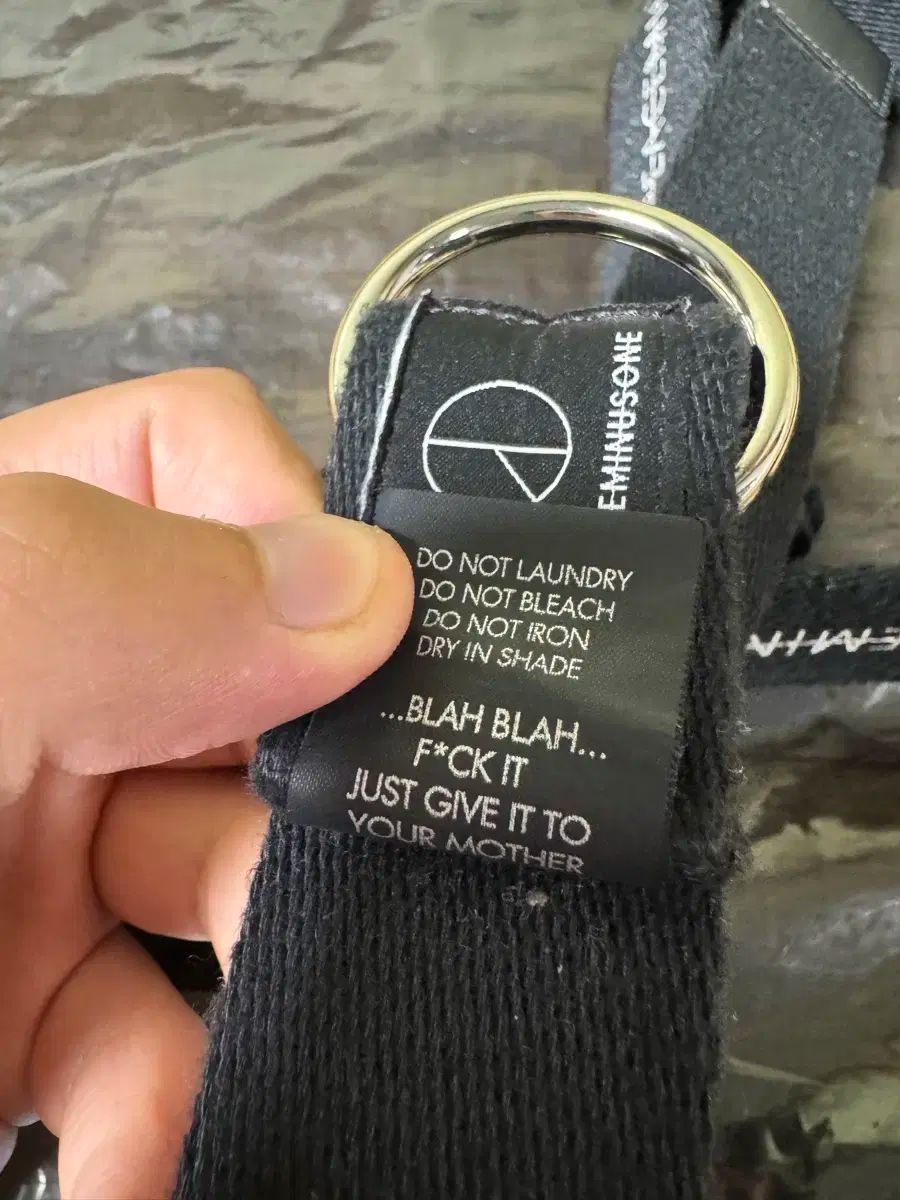 EMINUSONE
DO NOT LAUNDRY
DO NOT BLEACH
DO NOT IRON
DRY IN SHADE
...BLAH BLAH...
F*CK IT
JUST GIVE IT TO
YOUR MOTHER